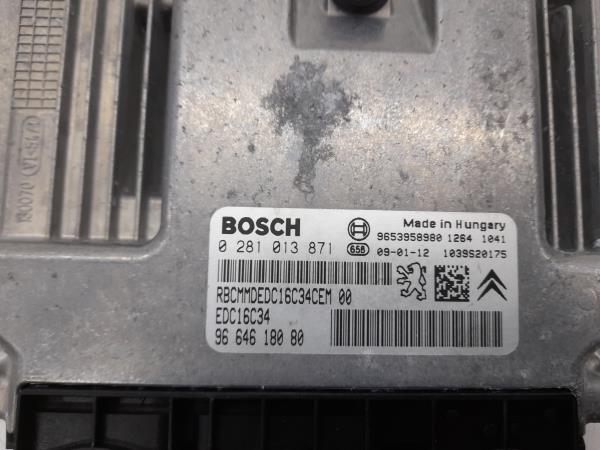 BOSCH
Made in Hungary
9653958980 1264 1041
0 281 013 871
658
09-01-12 1039S20175
RBCMMDEDC16C34CEM 00
EDC16C34
96 646 180 80